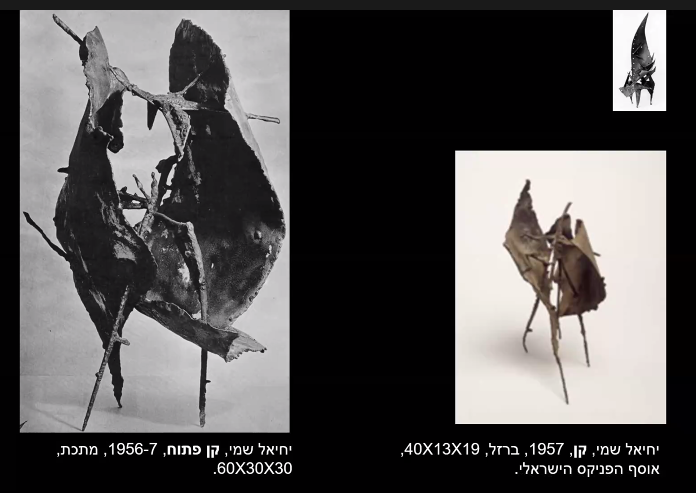 יחיאל שמי, קן, 1957, ברזל, 40X13X19,
אוסף הפניקס הישראלי.
יחיאל שמי, קן פתוח, 1956-7, מתכת,
60X30X30.